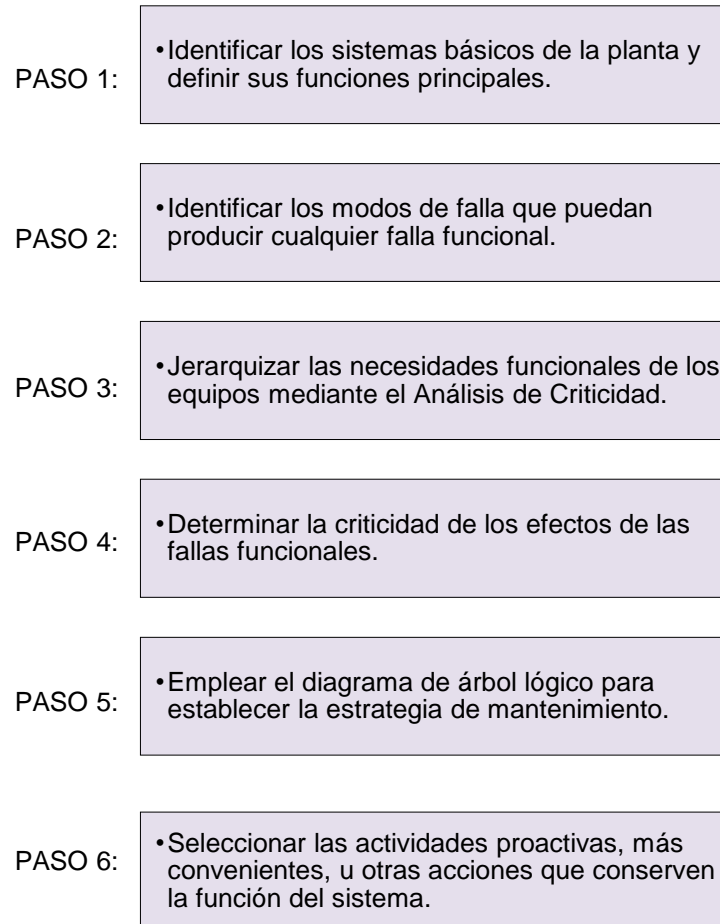 PASO 1:
•Identificar los sistemas básicos de la planta y
definir sus funciones principales.
PASO 2:
•Identificar los modos de falla que puedan
producir cualquier falla funcional.
PASO 3:
•Jerarquizar las necesidades funcionales de los
equipos mediante el Análisis de Criticidad.
PASO 4:
•Determinar la criticidad de los efectos de las
fallas funcionales.
PASO 5:
•Emplear el diagrama de árbol lógico para
establecer la estrategia de mantenimiento.
PASO 6:
•Seleccionar las actividades proactivas, más
convenientes, u otras acciones que conserven
la función del sistema.